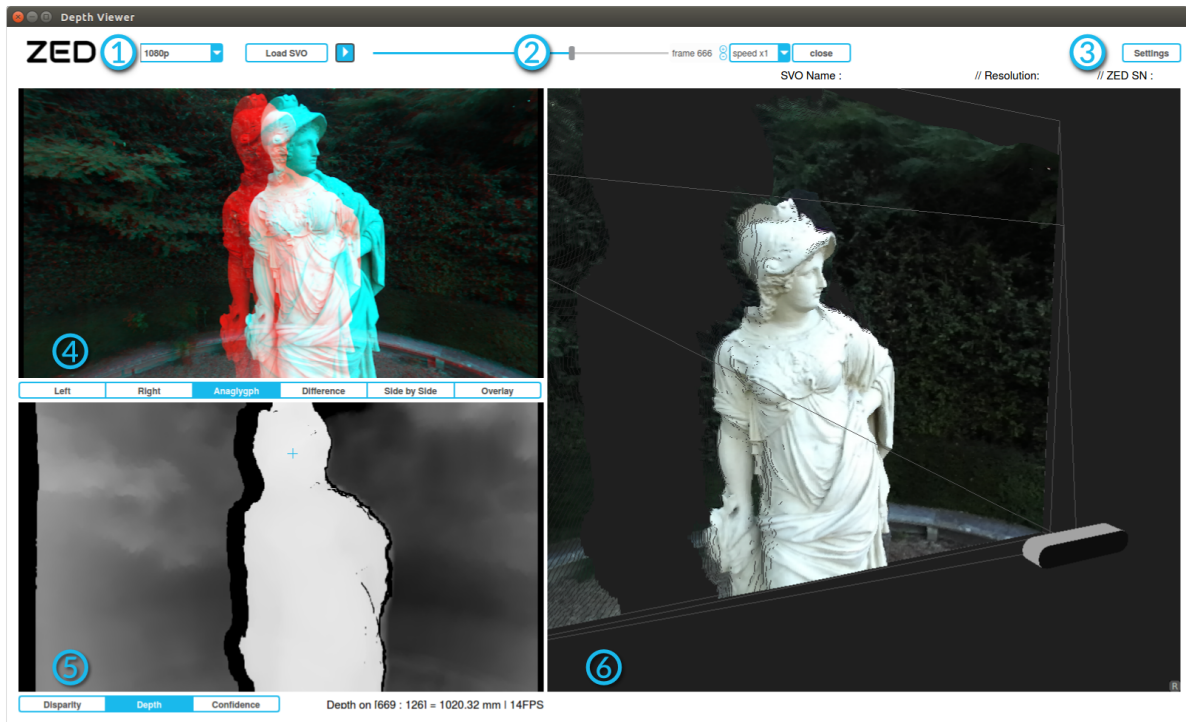 Depth Viewer
ZED 1 1080p Load SVO 2 frame 666 speed x1 close 3 Settings
SVO Name : // Resolution: // ZED SN :
4
Left Right Anaglygph Difference Side by Side Overlay
5
6
R
Disparity Depth Confidence Depth on [669 : 126] = 1020.32 mm | 14FPS